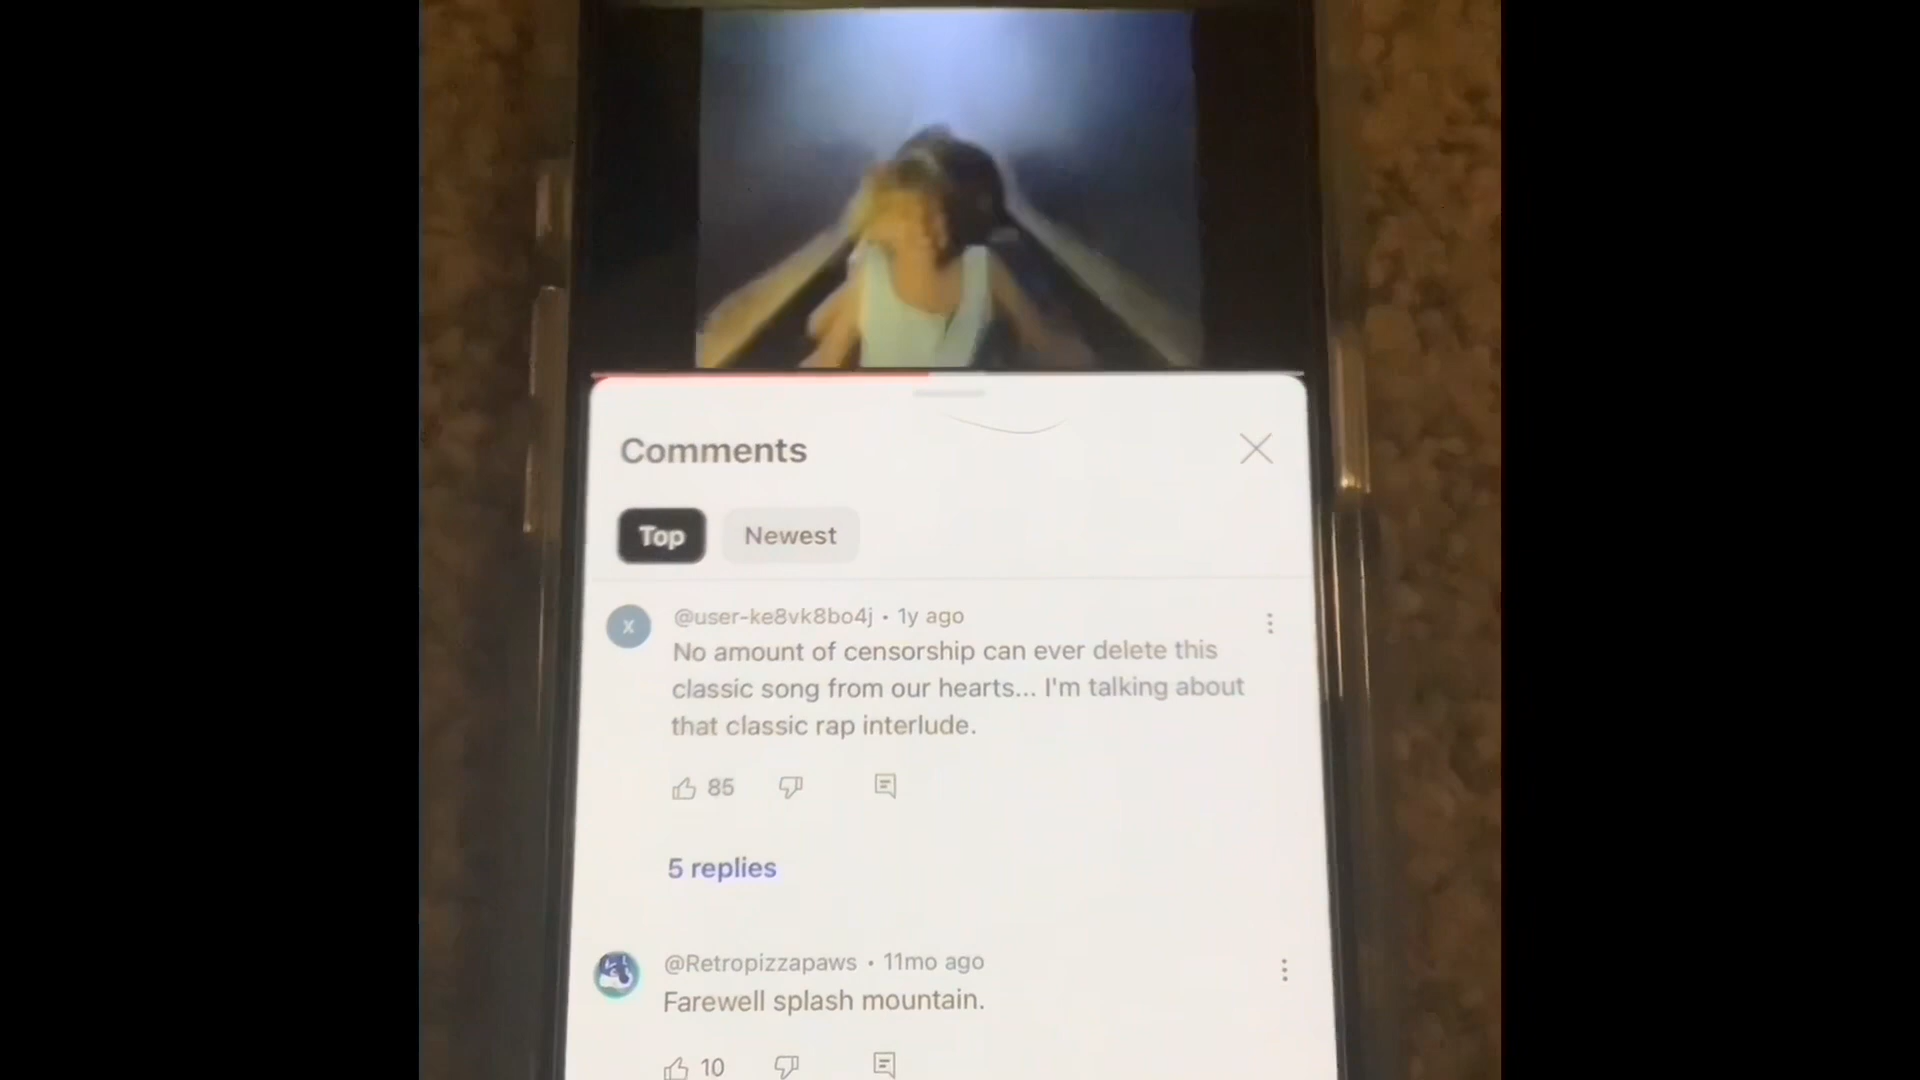 Comments
Top Newest
X
@user-ke8vk8bo4j • 1y ago
No amount of censorship can ever delete this
classic song from our hearts... I'm talking about
that classic rap interlude.
85
5 replies
@Retropizzapaws • 11mo ago
Farewell splash mountain.
10